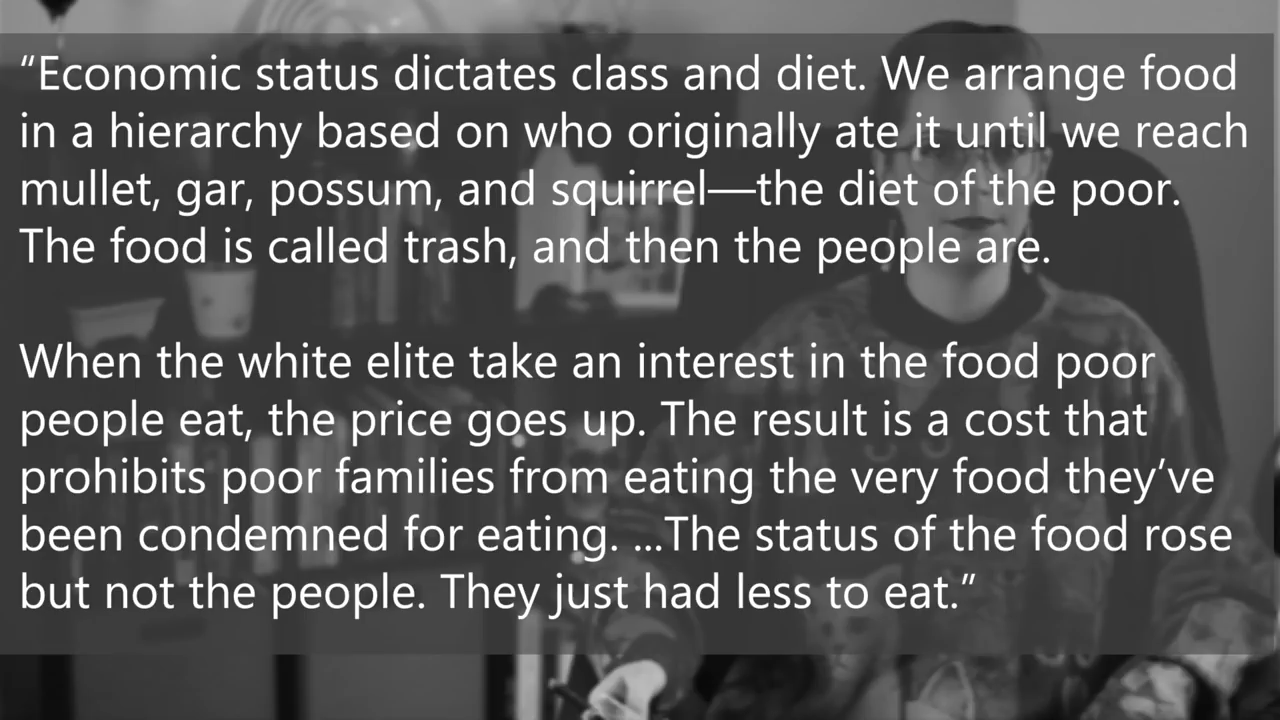 “Economic status dictates class and diet. We arrange food
in a hierarchy based on who originally ate it until we reach
mullet, gar, possum, and squirrel—the diet of the poor.
The food is called trash, and then the people are.
When the white elite take an interest in the food poor
people eat, the price goes up. The result is a cost that
prohibits poor families from eating the very food they’ve
been condemned for eating. ...The status of the food rose
but not the people. They just had less to eat.”